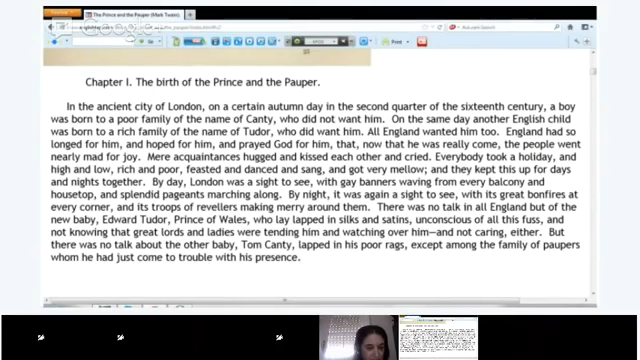 The Prince and the Pauper (Mark Twain)
Google
Print
Chapter I. The birth of the Prince and the Pauper.
In the ancient city of London, on a certain autumn day in the second quarter of the sixteenth century, a boy
was born to a poor family of the name of Canty, who did not want him. On the same day another English child
was born to a rich family of the name of Tudor, who did want him. All England wanted him too. England had so
longed for him, and hoped for him, and prayed God for him, that, now that he was really come, the people went
nearly mad for joy. Mere acquaintances hugged and kissed each other and cried. Everybody took a holiday, and
high and low, rich and poor, feasted and danced and sang, and got very mellow; and they kept this up for days
and nights together. By day, London was a sight to see, with gay banners waving from every balcony and
housetop, and splendid pageants marching along. By night, it was again a sight to see, with its great bonfires at
every corner, and its troops of revellers making merry around them. There was no talk in all England but of the
new baby, Edward Tudor, Prince of Wales, who lay lapped in silks and satins, unconscious of all this fuss, and
not knowing that great lords and ladies were tending him and watching over him—and not caring, either. But
there was no talk about the other baby, Tom Canty, lapped in his poor rags, except among the family of paupers
whom he had just come to trouble with his presence.